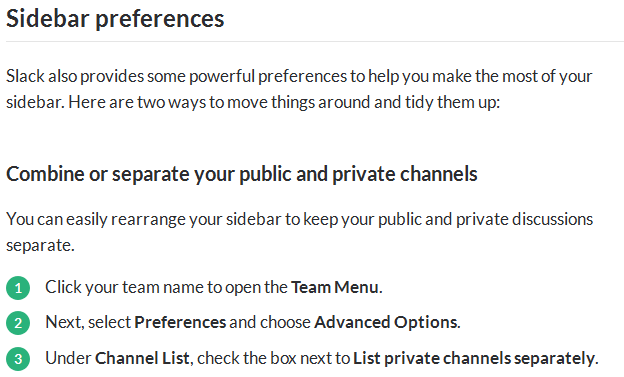 Sidebar preferences
Slack also provides some powerful preferences to help you make the most of your
sidebar. Here are two ways to move things around and tidy them up:
Combine or separate your public and private channels
You can easily rearrange your sidebar to keep your public and private discussions
separate.
1 Click your team name to open the Team Menu.
2 Next, select Preferences and choose Advanced Options.
3 Under Channel List, check the box next to List private channels separately.